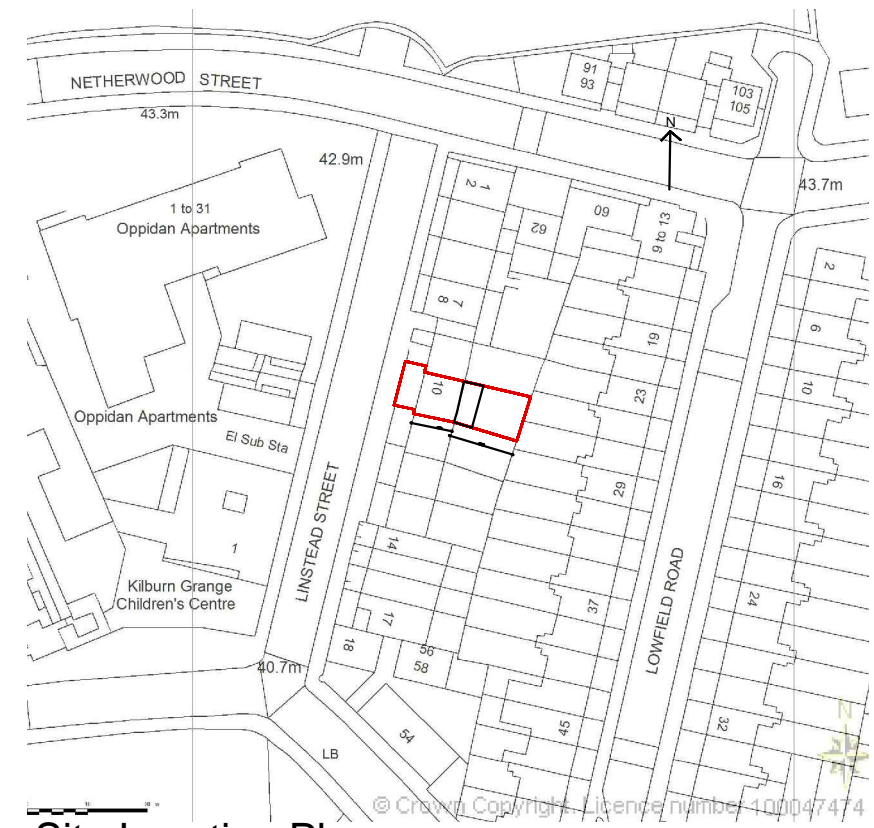 NETHERWOOD STREET
43.3m
91
93
103
105
N
42.9m
43.7m
1 to 31
Oppidan Apartments
1
2
62
60
9 to 13
2
7
8
19
6
10
23
10
Oppidan Apartments
El Sub Sta
LINSTEAD STREET
29
16
1
14
Kilburn Grange
Children's Centre
37
24
LOWFIELD ROAD
17
18
56
58
40.7m
45
32
54
LB
N
© Crown Copyright. Licence number 100047474